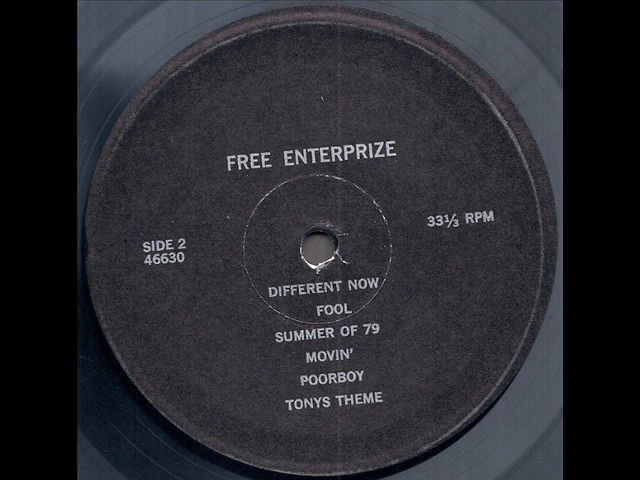 FREE ENTERPRIZE
33⅓ RPM
SIDE 2
46630
DIFFERENT NOW
FOOL
SUMMER OF 79
MOVIN'
POORBOY
TONYS THEME